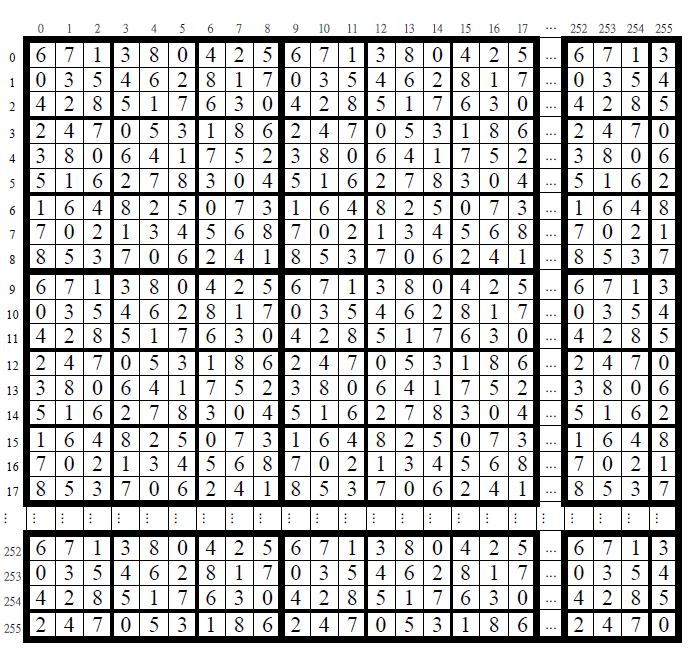 0 1 2 3 4 5 6 7 8 9 10 11 12 13 14 15 16 17 ... 252 253 254 255
0 6 7 1 3 8 0 4 2 5 6 7 1 3 8 0 4 2 5 ... 6 7 1 3
1 0 3 5 4 6 2 8 1 7 0 3 5 4 6 2 8 1 7 ... 0 3 5 4
2 4 2 8 5 1 7 6 3 0 4 2 8 5 1 7 6 3 0 ... 4 2 8 5
3 2 4 7 0 5 3 1 8 6 2 4 7 0 5 3 1 8 6 ... 2 4 7 0
4 3 8 0 6 4 1 7 5 2 3 8 0 6 4 1 7 5 2 ... 3 8 0 6
5 5 1 6 2 7 8 3 0 4 5 1 6 2 7 8 3 0 4 ... 5 1 6 2
6 1 6 4 8 2 5 0 7 3 1 6 4 8 2 5 0 7 3 ... 1 6 4 8
7 7 0 2 1 3 4 5 6 8 7 0 2 1 3 4 5 6 8 ... 7 0 2 1
8 8 5 3 7 0 6 2 4 1 8 5 3 7 0 6 2 4 1 ... 8 5 3 7
9 6 7 1 3 8 0 4 2 5 6 7 1 3 8 0 4 2 5 ... 6 7 1 3
10 0 3 5 4 6 2 8 1 7 0 3 5 4 6 2 8 1 7 ... 0 3 5 4
11 4 2 8 5 1 7 6 3 0 4 2 8 5 1 7 6 3 0 ... 4 2 8 5
12 2 4 7 0 5 3 1 8 6 2 4 7 0 5 3 1 8 6 ... 2 4 7 0
13 3 8 0 6 4 1 7 5 2 3 8 0 6 4 1 7 5 2 ... 3 8 0 6
14 5 1 6 2 7 8 3 0 4 5 1 6 2 7 8 3 0 4 ... 5 1 6 2
15 1 6 4 8 2 5 0 7 3 1 6 4 8 2 5 0 7 3 ... 1 6 4 8
16 7 0 2 1 3 4 5 6 8 7 0 2 1 3 4 5 6 8 ... 7 0 2 1
17 8 5 3 7 0 6 2 4 1 8 5 3 7 0 6 2 4 1 ... 8 5 3 7
⋮ ⋮ ⋮ ⋮ ⋮ ⋮ ⋮ ⋮ ⋮ ⋮ ⋮ ⋮ ⋮ ⋮ ⋮ ⋮ ⋮ ⋮ ⋮ ⋮ ⋮ ⋮ ⋮ ⋮
252 6 7 1 3 8 0 4 2 5 6 7 1 3 8 0 4 2 5 ... 6 7 1 3
253 0 3 5 4 6 2 8 1 7 0 3 5 4 6 2 8 1 7 ... 0 3 5 4
254 4 2 8 5 1 7 6 3 0 4 2 8 5 1 7 6 3 0 ... 4 2 8 5
255 2 4 7 0 5 3 1 8 6 2 4 7 0 5 3 1 8 6 ... 2 4 7 0